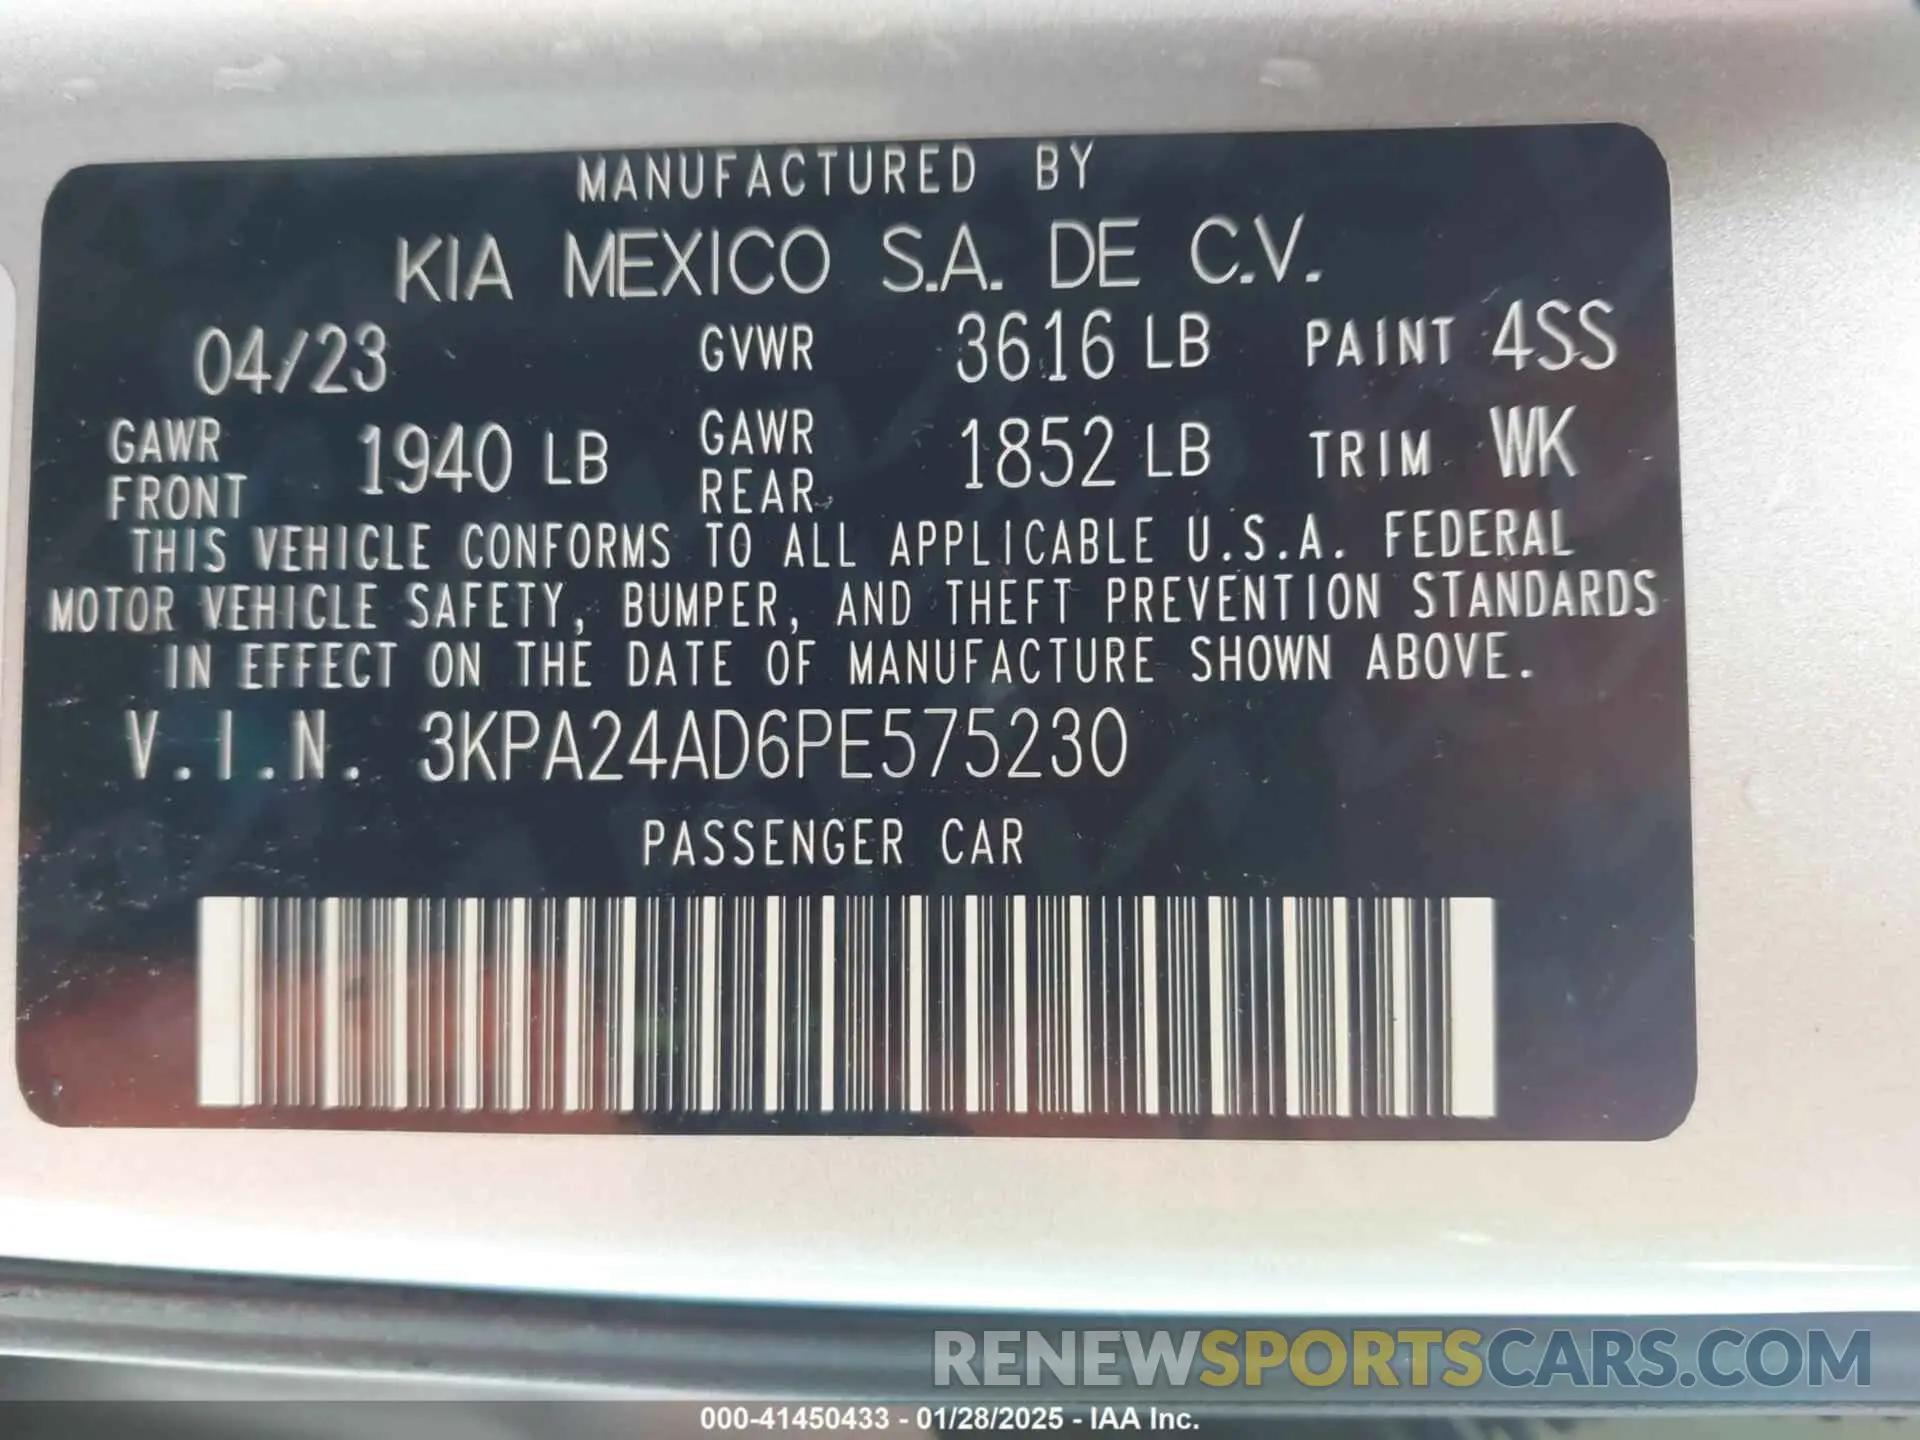 MANUFACTURED BY
KIA MEXICO S.A. DE C.V.
04/23 GVWR 3616 LB PAINT 4SS
GAWR FRONT 1940 LB GAWR REAR 1852 LB TRIM WK
THIS VEHICLE CONFORMS TO ALL APPLICABLE U.S.A. FEDERAL
MOTOR VEHICLE SAFETY, BUMPER, AND THEFT PREVENTION STANDARDS
IN EFFECT ON THE DATE OF MANUFACTURE SHOWN ABOVE.
V.I.N. 3KPA24AD6PE575230
PASSENGER CAR
RENEWSPORTSCARS.COM
000-41450433 - 01/28/2025 - IAA Inc.